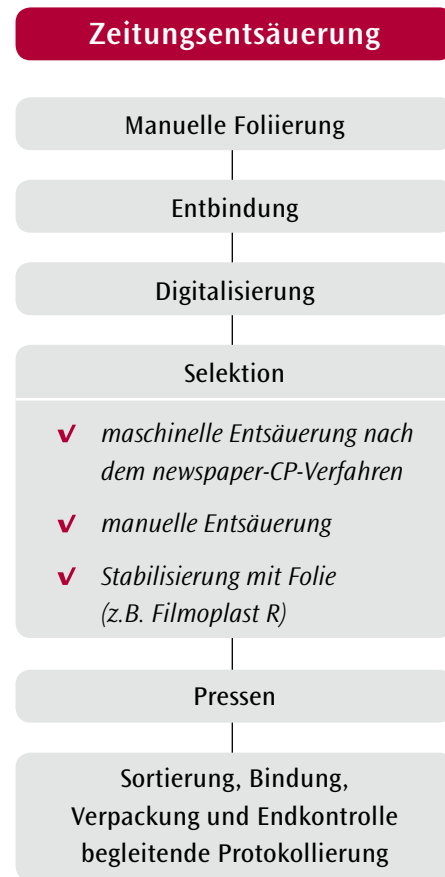 Zeitungsentsäuerung
Manuelle Foliierung
Entbindung
Digitalisierung
Selektion
✔ maschinelle Entsäuerung nach
dem newspaper-CP-Verfahren
✔ manuelle Entsäuerung
✔ Stabilisierung mit Folie
(z.B. Filmoplast R)
Pressen
Sortierung, Bindung,
Verpackung und Endkontrolle
begleitende Protokollierung